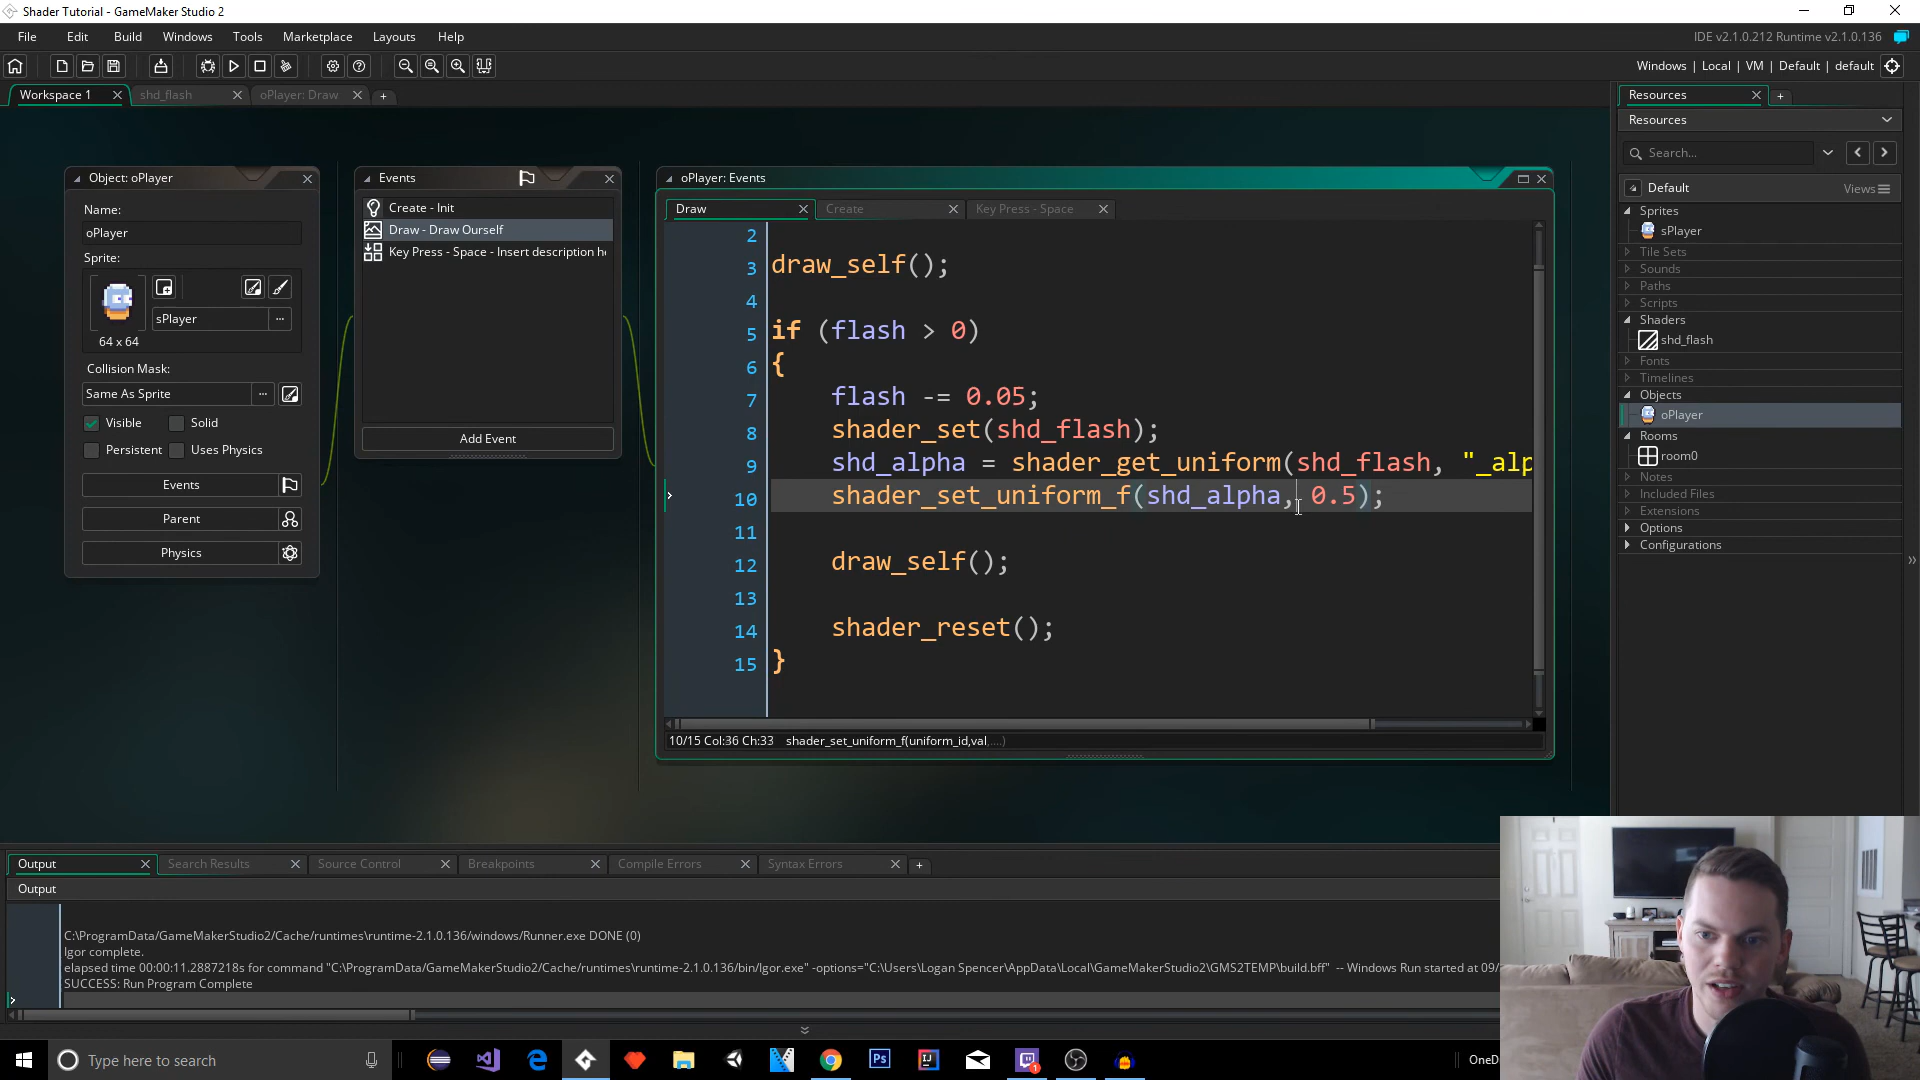 Shader Tutorial - GameMaker Studio 2
File Edit Build Windows Tools Marketplace Layouts Help
IDE v2.1.0.212 Runtime v2.1.0.136
Windows | Local | VM | Default | default
Workspace 1
shd_flash
oPlayer: Draw
Object: oPlayer
Name:
oPlayer
Sprite:
sPlayer
...
64 x 64
Collision Mask:
Same As Sprite
...
Visible
Solid
Persistent
Uses Physics
Events
Parent
Physics
Events
Create - Init
Draw - Draw Ourself
Key Press - Space - Insert description he
Add Event
oPlayer: Events
Draw
Create
Key Press - Space
2
3 draw_self();
4
5 if (flash > 0)
6 {
7 flash -= 0.05;
8 shader_set(shd_flash);
9 shd_alpha = shader_get_uniform(shd_flash, "_alp
10 shader_set_uniform_f(shd_alpha, 0.5);
11
12 draw_self();
13
14 shader_reset();
15 }
10/15 Col:36 Ch:33 shader_set_uniform_f(uniform_id,val,....)
Resources
Resources
Search...
Default
Views
Sprites
sPlayer
Tile Sets
Sounds
Paths
Scripts
Shaders
shd_flash
Fonts
Timelines
Objects
oPlayer
Rooms
room0
Notes
Included Files
Extensions
Options
Configurations
Output
Search Results
Source Control
Breakpoints
Compile Errors
Syntax Errors
Output
C:\ProgramData/GameMakerStudio2/Cache/runtimes\runtime-2.1.0.136/windows/Runner.exe DONE (0)
Igor complete.
elapsed time 00:00:11.2887218s for command "C:\ProgramData/GameMakerStudio2/Cache/runtimes\runtime-2.1.0.136/bin/Igor.exe" -options="C:\Users\Logan Spencer\AppData\Local\GameMakerStudio2\GMS2TEMP\build.bff" -- Windows Run started at 09/
SUCCESS: Run Program Complete
Type here to search
Ps
IJ
1
OneD